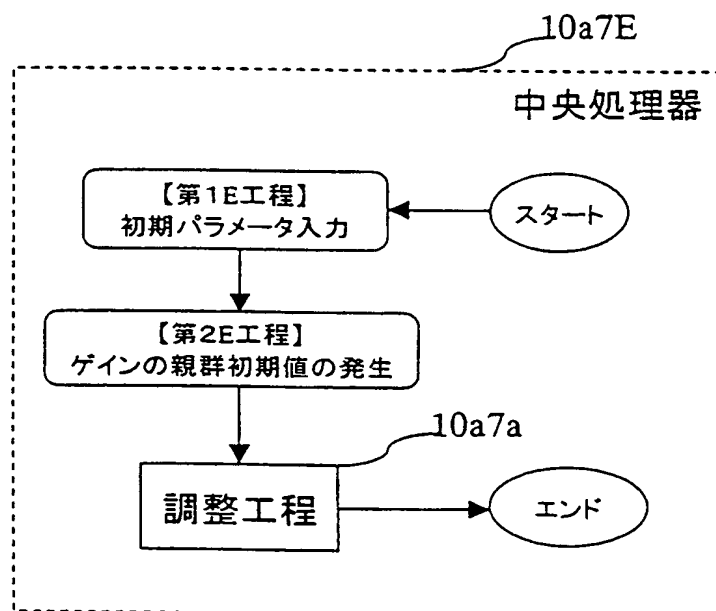 10a7E
中央処理器
【第1E工程】
初期パラメータ入力
スタート
【第2E工程】
ゲインの親群初期値の発生
10a7a
調整工程
エンド